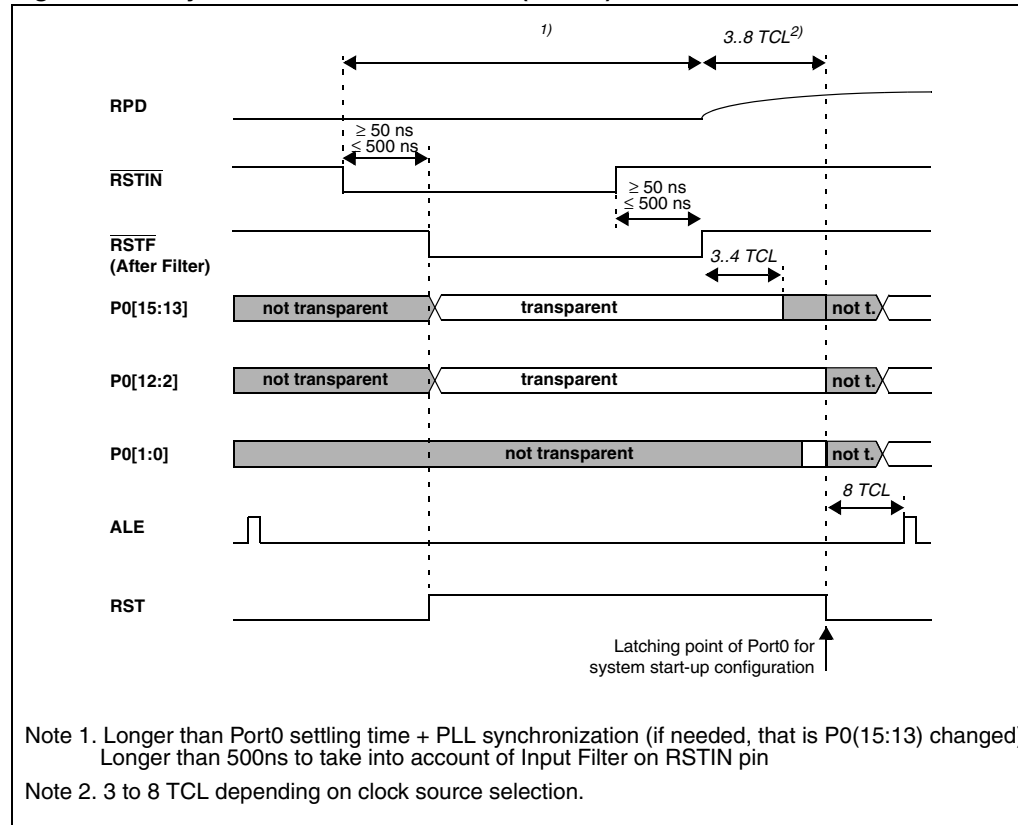 1)
3..8 TCL2)
RPD
≥ 50 ns
≤ 500 ns
RSTIN
≥ 50 ns
≤ 500 ns
RSTF
(After Filter)
3..4 TCL
P0[15:13]
not transparent
transparent
not t.
P0[12:2]
not transparent
transparent
not t.
P0[1:0]
not transparent
not t.
8 TCL
ALE
RST
Latching point of Port0 for
system start-up configuration
Note 1. Longer than Port0 settling time + PLL synchronization (if needed, that is P0(15:13) changed)
Longer than 500ns to take into account of Input Filter on RSTIN pin
Note 2. 3 to 8 TCL depending on clock source selection.